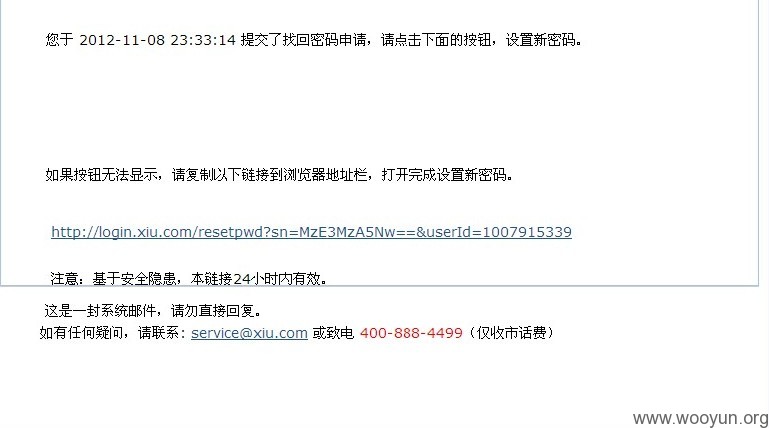 您于 2012-11-08 23:33:14 提交了找回密码申请，请点击下面的按钮，设置新密码。
如果按钮无法显示，请复制以下链接到浏览器地址栏，打开完成设置新密码。
http://login.xiu.com/resetpwd?sn=MzE3MzA5Nw==&userId=1007915339
注意：基于安全隐患，本链接24小时内有效。
这是一封系统邮件，请勿直接回复。
如有任何疑问，请联系: service@xiu.com 或致电 400-888-4499（仅收市话费）
www.wooyun.org